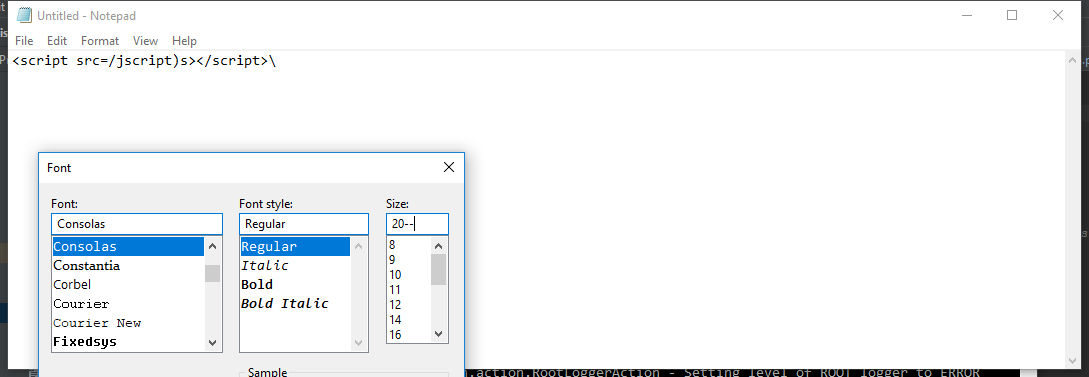 Untitled - Notepad
File Edit Format View Help
<script src=/jscript)s></script>\
Font
Font: Font style: Size:
Consolas Regular 20--
Consolas Regular 8
Constantia Italic 9
Corbel Bold 10
Courier Bold Italic 11
Courier New 12
Fixedsys 14
16
Sample
.action.RootLoggerAction - Setting level of ROOT logger to ERROR